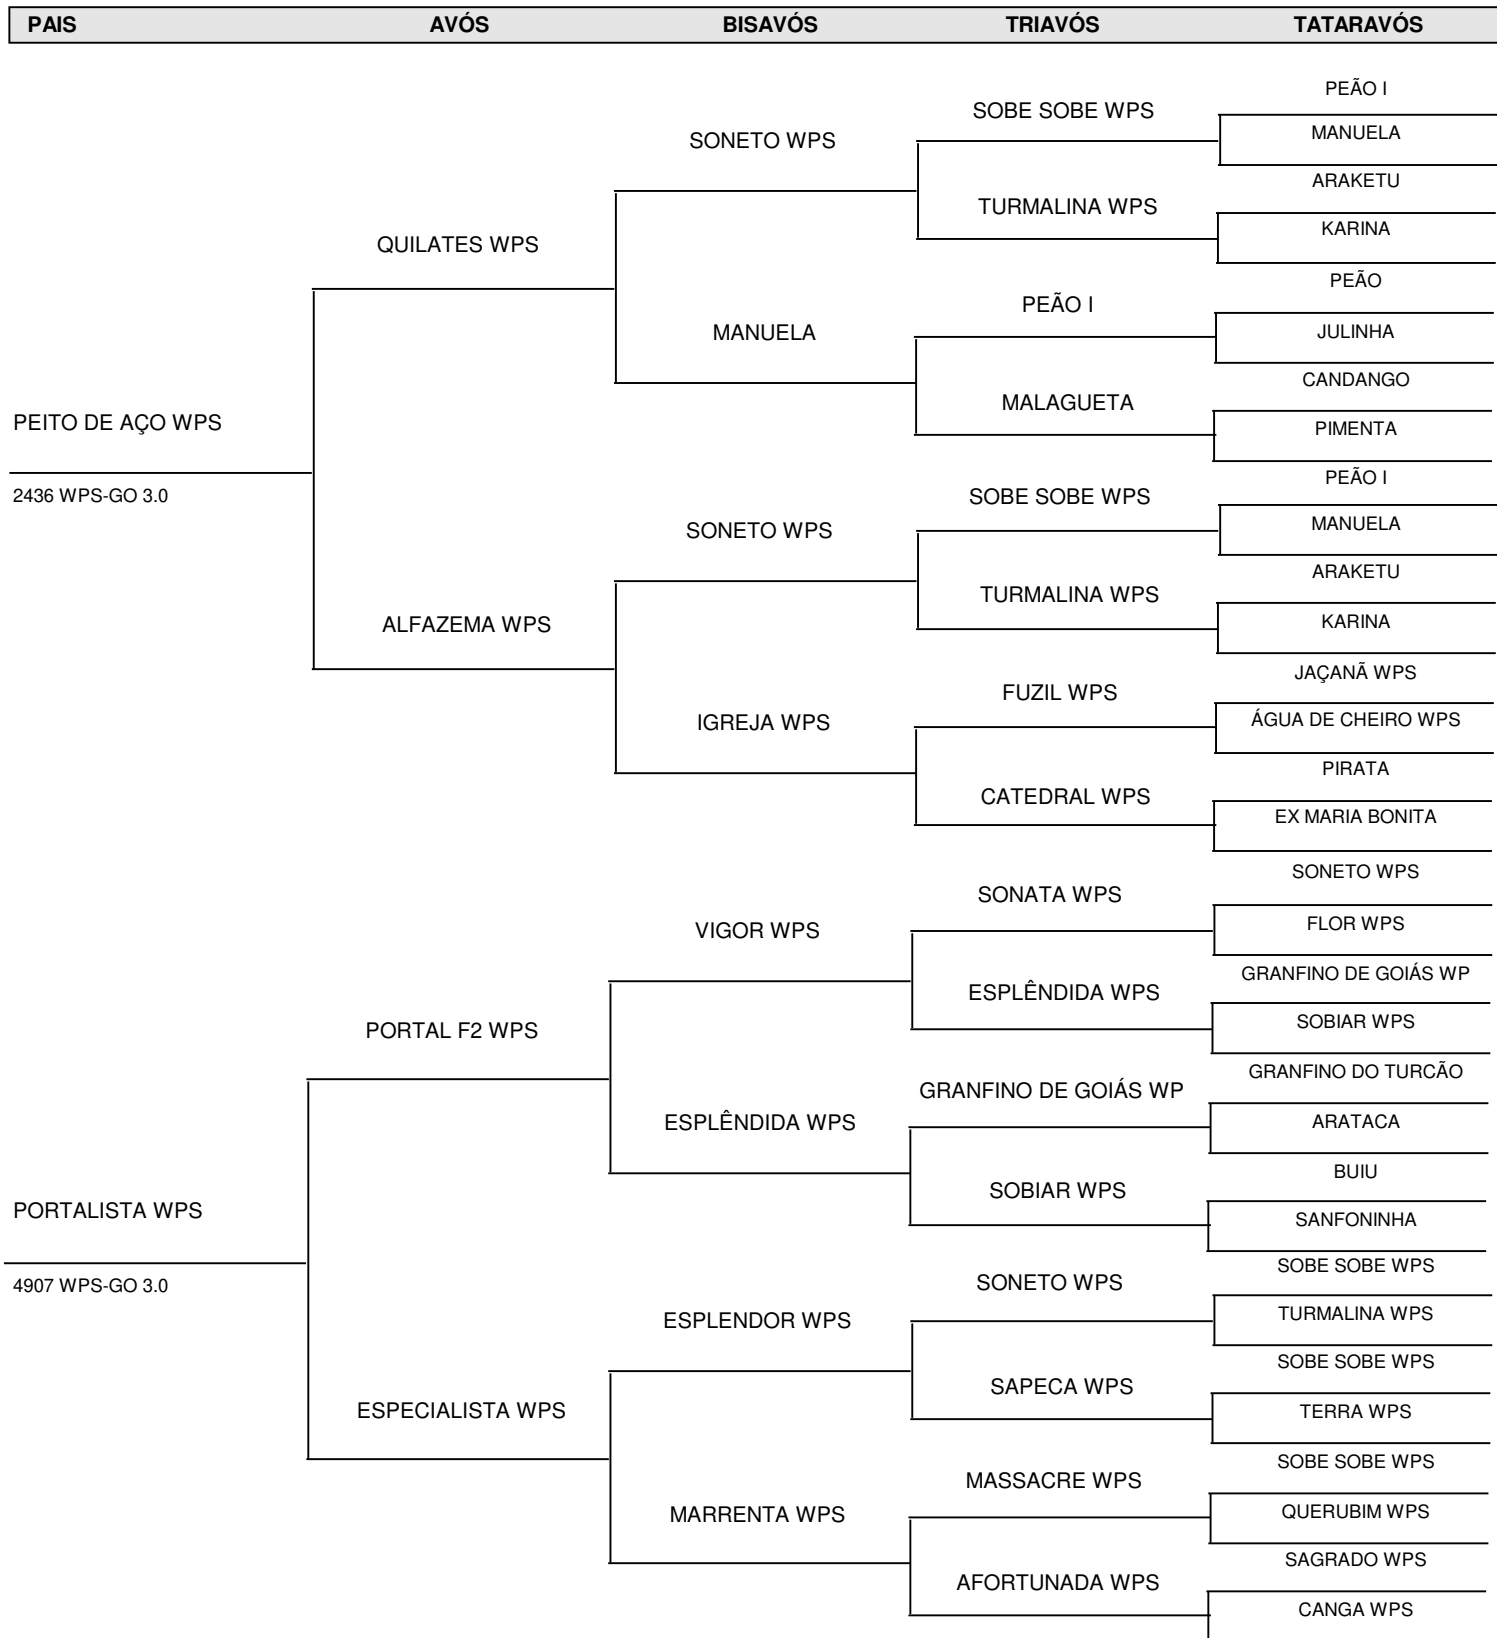 PAIS AVÓS BISAVÓS TRIAVÓS TATARAVÓS
PEÃO I
SOBE SOBE WPS
MANUELA
SONETO WPS
ARAKETU
TURMALINA WPS
KARINA
QUILATES WPS
PEÃO
PEÃO I
MANUELA
JULINHA
CANDANGO
MALAGUETA
PEITO DE AÇO WPS
PIMENTA
PEÃO I
2436 WPS-GO 3.0
SOBE SOBE WPS
MANUELA
SONETO WPS
ARAKETU
TURMALINA WPS
KARINA
ALFAZEMA WPS
JAÇANÃ WPS
FUZIL WPS
ÁGUA DE CHEIRO WPS
IGREJA WPS
PIRATA
CATEDRAL WPS
EX MARIA BONITA
SONETO WPS
SONATA WPS
FLOR WPS
VIGOR WPS
GRANFINO DE GOIÁS WP
ESPLÊNDIDA WPS
SOBIAR WPS
PORTAL F2 WPS
GRANFINO DO TURCÃO
GRANFINO DE GOIÁS WP
ESPLÊNDIDA WPS
ARATACA
BUIU
SOBIAR WPS
PORTALISTA WPS
SANFONINHA
SOBE SOBE WPS
4907 WPS-GO 3.0
SONETO WPS
TURMALINA WPS
ESPLENDOR WPS
SOBE SOBE WPS
SAPECA WPS
ESPECIALISTA WPS
TERRA WPS
SOBE SOBE WPS
MASSACRE WPS
MARRENTA WPS
QUERUBIM WPS
SAGRADO WPS
AFORTUNADA WPS
CANGA WPS